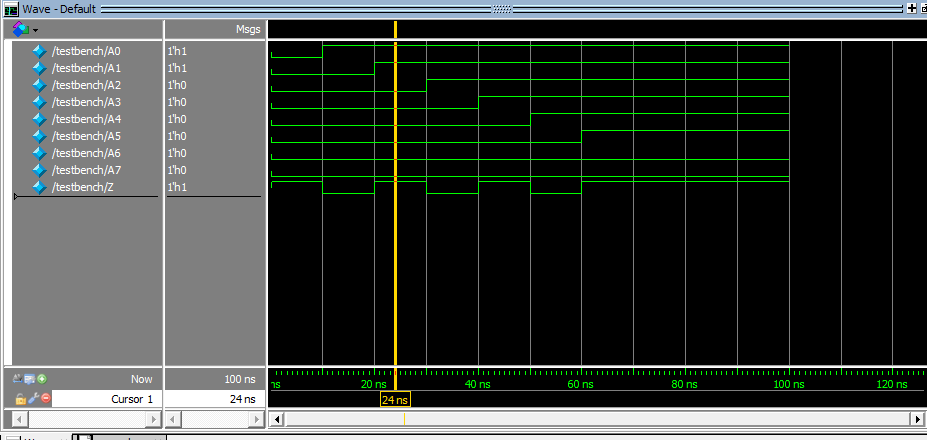 Wave - Default
Msgs
/testbench/A0 1'h1
/testbench/A1 1'h1
/testbench/A2 1'h0
/testbench/A3 1'h0
/testbench/A4 1'h0
/testbench/A5 1'h0
/testbench/A6 1'h0
/testbench/A7 1'h0
/testbench/Z 1'h1
Now 100 ns ns 20 ns 40 ns 60 ns 80 ns 100 ns 120 ns
Cursor 1 24 ns 24 ns